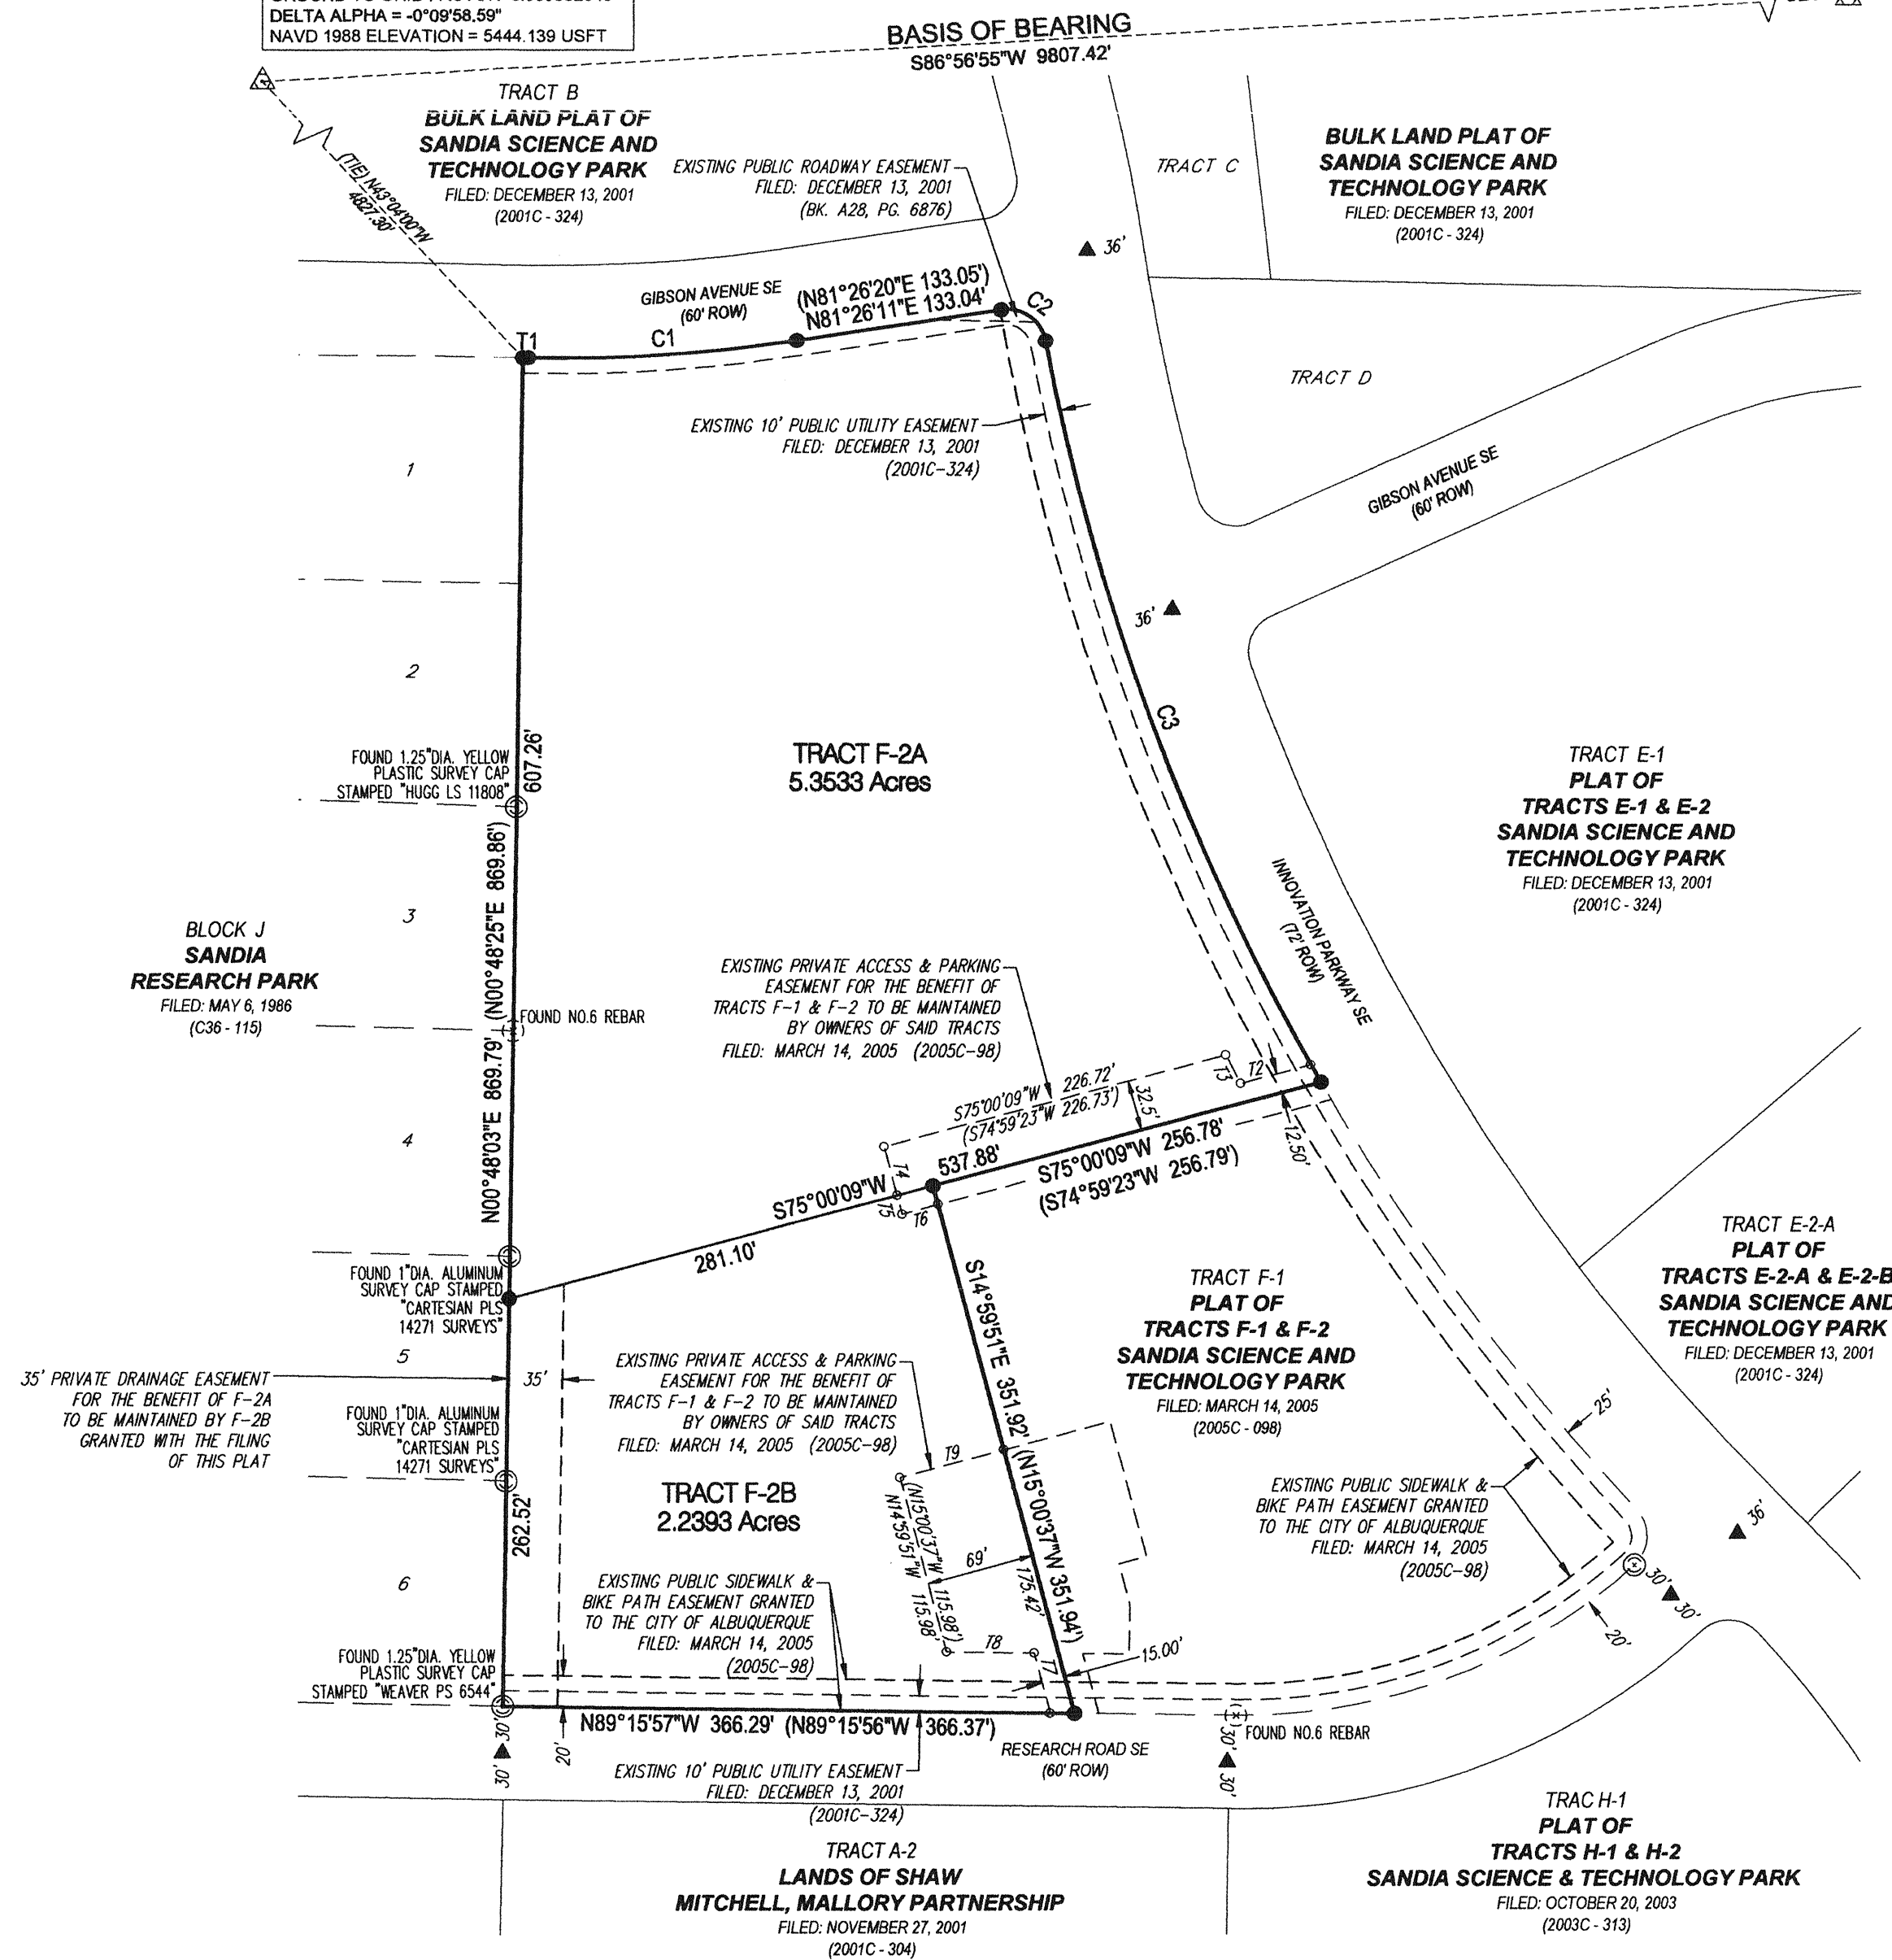 DELTA ALPHA = -0°09'58.59"
NAVD 1988 ELEVATION = 5444.139 USFT
BASIS OF BEARING
S86°56'55"W 9807.42'
(TIE) N43°04'00"W
4827.30'
TRACT B
BULK LAND PLAT OF
SANDIA SCIENCE AND
TECHNOLOGY PARK
FILED: DECEMBER 13, 2001
(2001C - 324)
EXISTING PUBLIC ROADWAY EASEMENT
FILED: DECEMBER 13, 2001
(BK. A28, PG. 6876)
TRACT C
BULK LAND PLAT OF
SANDIA SCIENCE AND
TECHNOLOGY PARK
FILED: DECEMBER 13, 2001
(2001C - 324)
36'
GIBSON AVENUE SE
(60' ROW)
(N81°26'20"E 133.05')
N81°26'11"E 133.04'
T1
C1
C2
TRACT D
EXISTING 10' PUBLIC UTILITY EASEMENT
FILED: DECEMBER 13, 2001
(2001C-324)
GIBSON AVENUE SE
(60' ROW)
36'
1
2
C3
FOUND 1.25"DIA. YELLOW
PLASTIC SURVEY CAP
STAMPED "HUGG LS 11808"
607.26'
TRACT F-2A
5.3533 Acres
TRACT E-1
PLAT OF
TRACTS E-1 & E-2
SANDIA SCIENCE AND
TECHNOLOGY PARK
FILED: DECEMBER 13, 2001
(2001C - 324)
INNOVATION PARKWAY SE
(72' ROW)
3
BLOCK J
SANDIA
RESEARCH PARK
FILED: MAY 6, 1986
(C36 - 115)
N00°48'03"E 869.79' (N00°48'25"E 869.86')
FOUND NO.6 REBAR
EXISTING PRIVATE ACCESS & PARKING
EASEMENT FOR THE BENEFIT OF
TRACTS F-1 & F-2 TO BE MAINTAINED
BY OWNERS OF SAID TRACTS
FILED: MARCH 14, 2005 (2005C-98)
T3
T2
S75°00'09"W 226.72'
(S74°59'23"W 226.73')
32.5'
12.50'
4
T4
537.88'
S75°00'09"W 256.78'
(S74°59'23"W 256.79')
S75°00'09"W
T5
T6
281.10'
FOUND 1"DIA. ALUMINUM
SURVEY CAP STAMPED
"CARTESIAN PLS
14271 SURVEYS"
S14°59'51"E 351.92' (N15°00'37"W 351.94')
TRACT F-1
PLAT OF
TRACTS F-1 & F-2
SANDIA SCIENCE AND
TECHNOLOGY PARK
FILED: MARCH 14, 2005
(2005C - 098)
TRACT E-2-A
PLAT OF
TRACTS E-2-A & E-2-B
SANDIA SCIENCE AND
TECHNOLOGY PARK
FILED: DECEMBER 13, 2001
(2001C - 324)
5
35' PRIVATE DRAINAGE EASEMENT
FOR THE BENEFIT OF F-2A
TO BE MAINTAINED BY F-2B
GRANTED WITH THE FILING
OF THIS PLAT
35'
EXISTING PRIVATE ACCESS & PARKING
EASEMENT FOR THE BENEFIT OF
TRACTS F-1 & F-2 TO BE MAINTAINED
BY OWNERS OF SAID TRACTS
FILED: MARCH 14, 2005 (2005C-98)
FOUND 1"DIA. ALUMINUM
SURVEY CAP STAMPED
"CARTESIAN PLS
14271 SURVEYS"
25'
T9
TRACT F-2B
2.2393 Acres
262.52'
(N15°00'37"W 115.98')
N14°59'51"W 115.98'
69'
175.42'
EXISTING PUBLIC SIDEWALK &
BIKE PATH EASEMENT GRANTED
TO THE CITY OF ALBUQUERQUE
FILED: MARCH 14, 2005
(2005C-98)
36'
6
EXISTING PUBLIC SIDEWALK &
BIKE PATH EASEMENT GRANTED
TO THE CITY OF ALBUQUERQUE
FILED: MARCH 14, 2005
(2005C-98)
30'
30'
20'
T8
T7
15.00'
FOUND 1.25"DIA. YELLOW
PLASTIC SURVEY CAP
STAMPED "WEAVER PS 6544"
N89°15'57"W 366.29' (N89°15'56"W 366.37')
30'
30'
20'
FOUND NO.6 REBAR
30'
30'
RESEARCH ROAD SE
(60' ROW)
EXISTING 10' PUBLIC UTILITY EASEMENT
FILED: DECEMBER 13, 2001
(2001C-324)
TRACT A-2
LANDS OF SHAW
MITCHELL, MALLORY PARTNERSHIP
FILED: NOVEMBER 27, 2001
(2001C - 304)
TRAC H-1
PLAT OF
TRACTS H-1 & H-2
SANDIA SCIENCE & TECHNOLOGY PARK
FILED: OCTOBER 20, 2003
(2003C - 313)